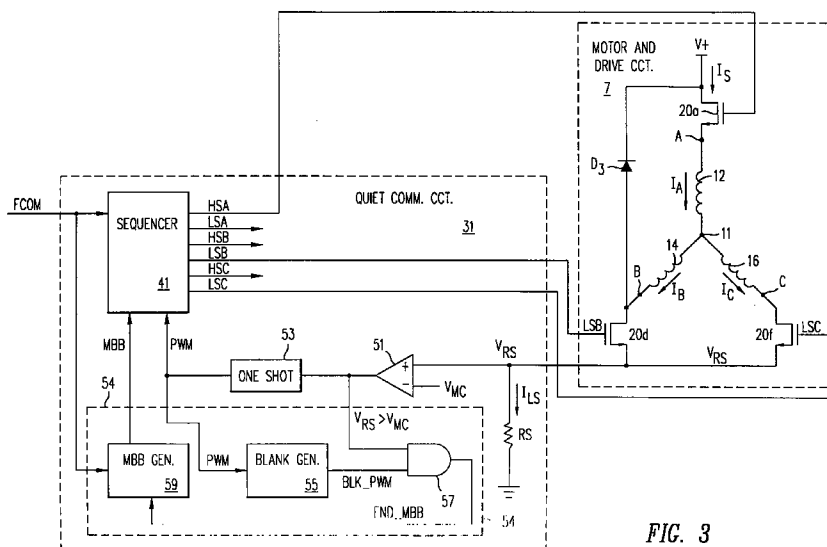 MOTOR AND
DRIVE CCT.
7
V+
I_S
20a
A
D3
12
I_A
11
14
16
B
C
I_B
I_C
LSB
20d
20f
LSC
V_RS
FCOM
SEQUENCER
41
HSA
LSA
HSB
LSB
HSC
LSC
QUIET COMM. CCT.
31
MBB
PWM
53
ONE SHOT
51
+
−
V_RS
V_MC
I_LS
RS
54
V_RS > V_MC
MBB GEN.
59
PWM
BLANK GEN.
55
BLK_PWM
57
END_MBB
54
FIG. 3